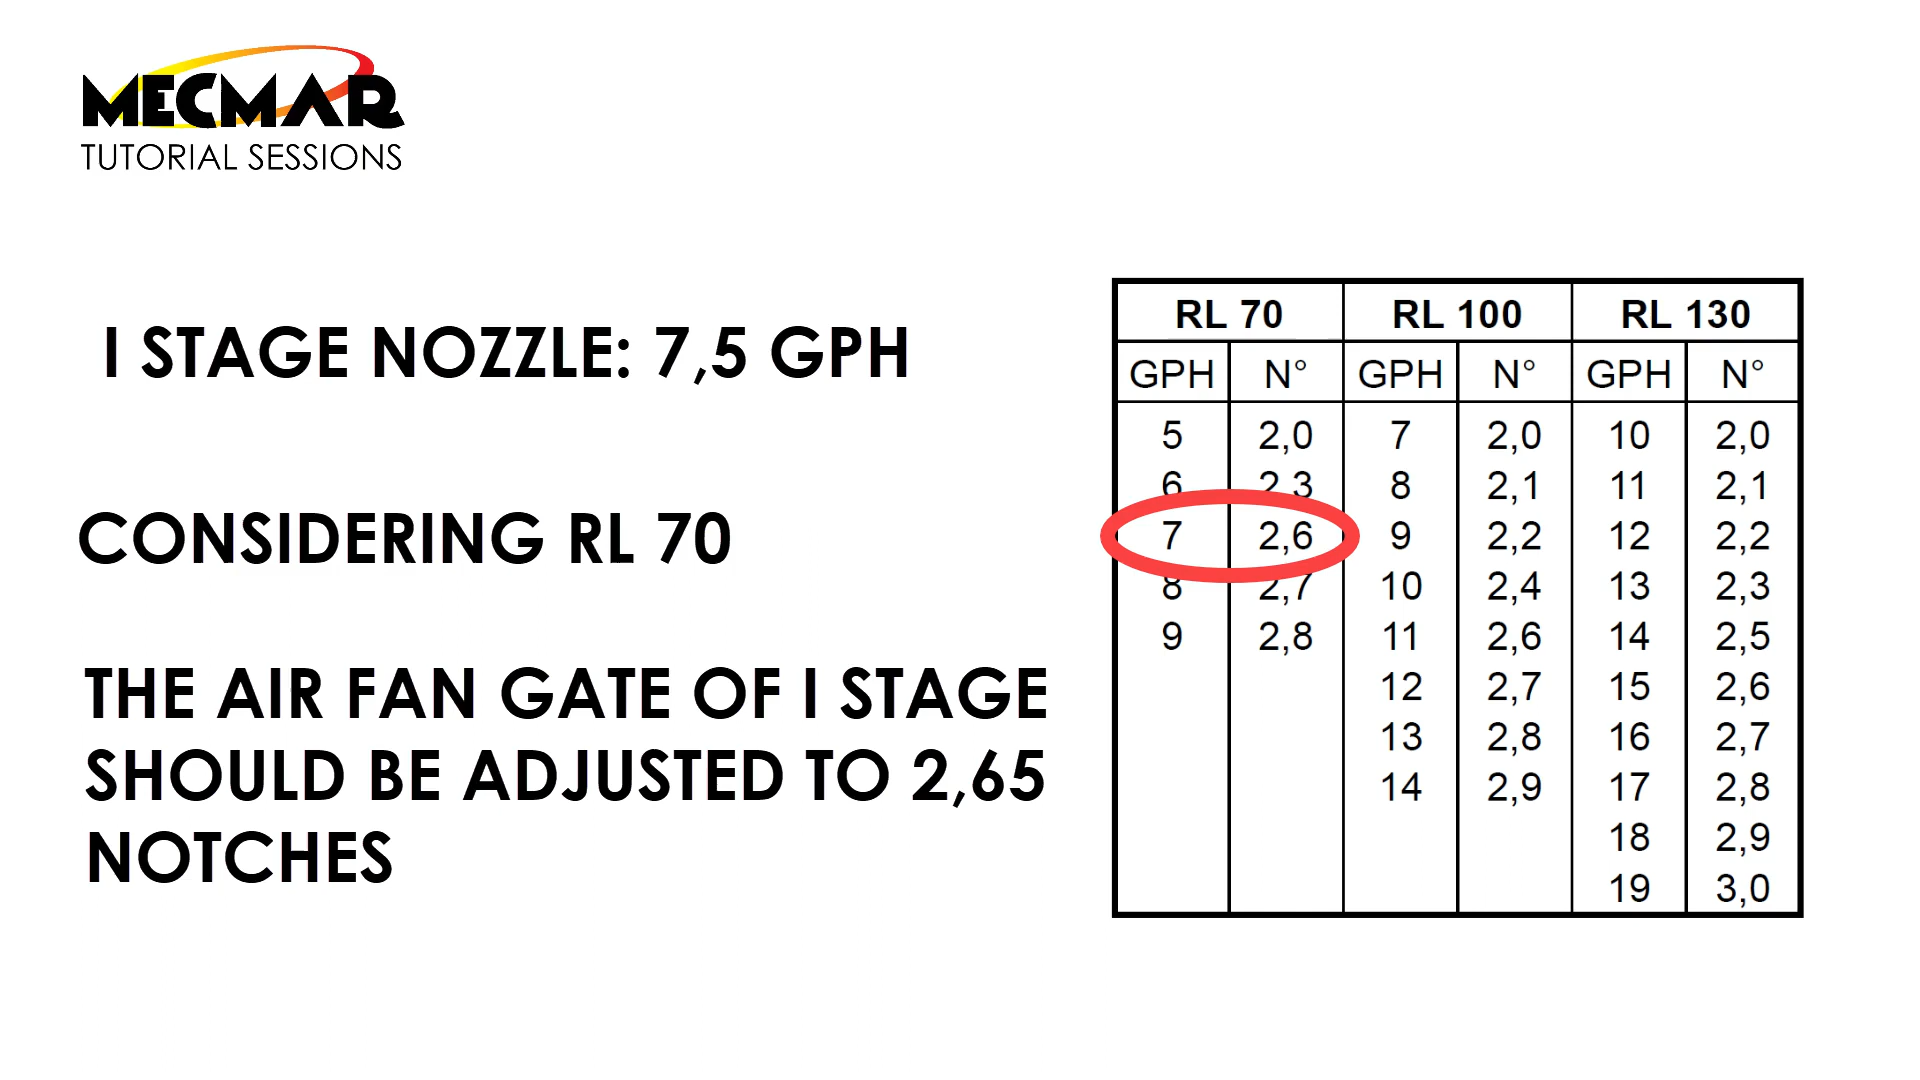 MECMAR
TUTORIAL SESSIONS
I STAGE NOZZLE: 7,5 GPH
CONSIDERING RL 70
THE AIR FAN GATE OF I STAGE
SHOULD BE ADJUSTED TO 2,65
NOTCHES
RL 70 RL 100 RL 130
GPH N° GPH N° GPH N°
5 2,0 7 2,0 10 2,0
6 2,3 8 2,1 11 2,1
7 2,6 9 2,2 12 2,2
8 2,7 10 2,4 13 2,3
9 2,8 11 2,6 14 2,5
12 2,7 15 2,6
13 2,8 16 2,7
14 2,9 17 2,8
18 2,9
19 3,0